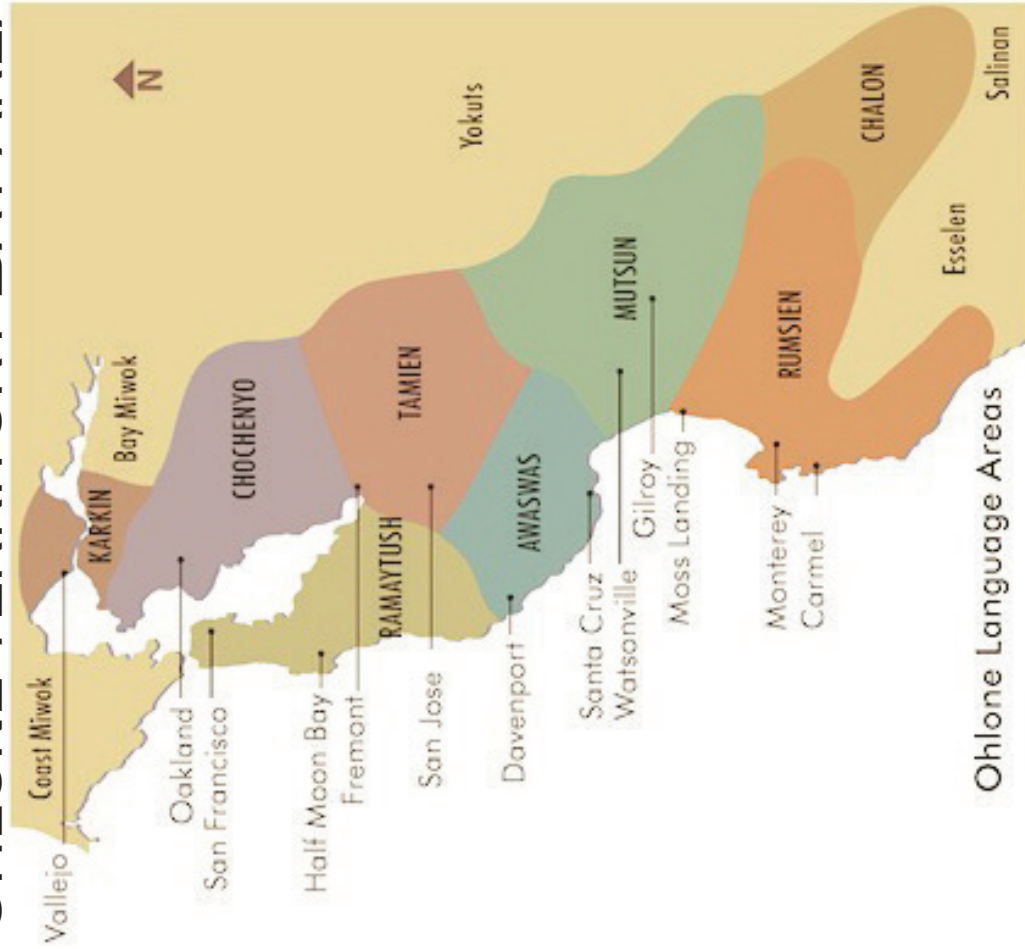 N
Coast Miwok
Vallejo
KARKIN
Bay Miwok
Oakland
San Francisco
CHOCHENYO
Yokuts
Half Moon Bay
Fremont
RAMAYTUSH
TAMIEN
San Jose
Davenport
AWASWAS
Santa Cruz
Watsonville
MUTSUN
Gilroy
Moss Landing
Monterey
Carmel
RUMSIEN
CHALON
Esselen
Salinan
Ohlone Language Areas